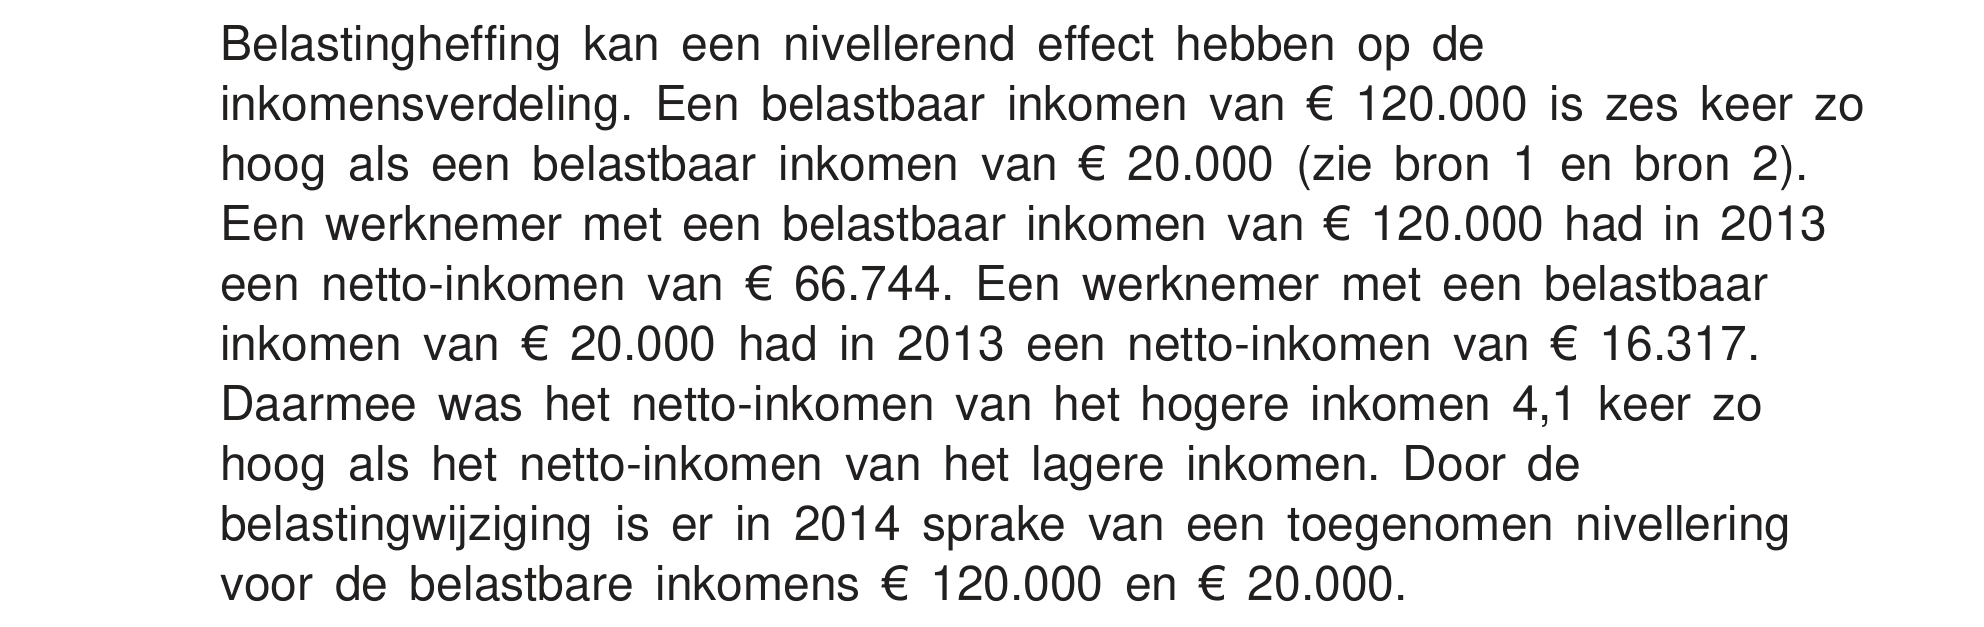 Belastingheffing kan een nivellerend effect hebben op de
inkomensverdeling. Een belastbaar inkomen van € 120.000 is zes keer zo
hoog als een belastbaar inkomen van € 20.000 (zie bron 1 en bron 2).
Een werknemer met een belastbaar inkomen van € 120.000 had in 2013
een netto-inkomen van € 66.744. Een werknemer met een belastbaar
inkomen van € 20.000 had in 2013 een netto-inkomen van € 16.317.
Daarmee was het netto-inkomen van het hogere inkomen 4,1 keer zo
hoog als het netto-inkomen van het lagere inkomen. Door de
belastingwijziging is er in 2014 sprake van een toegenomen nivellering
voor de belastbare inkomens € 120.000 en € 20.000.